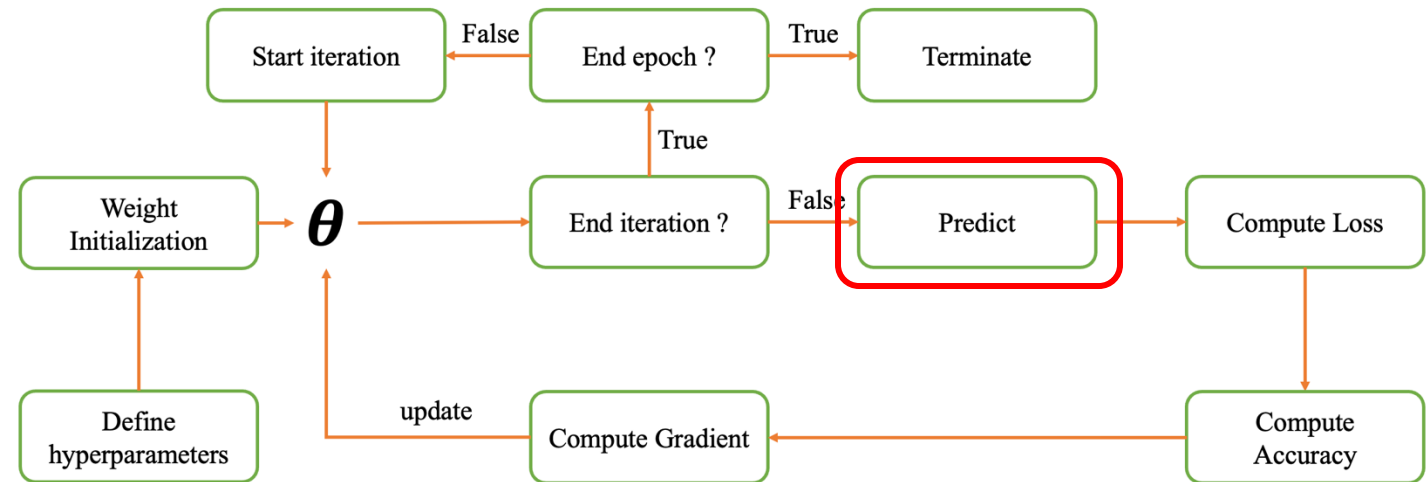 Start iteration
False
End epoch ?
True
Terminate
True
Weight
Initialization
θ
End iteration ?
False
Predict
Compute Loss
Define
hyperparameters
update
Compute Gradient
Compute
Accuracy